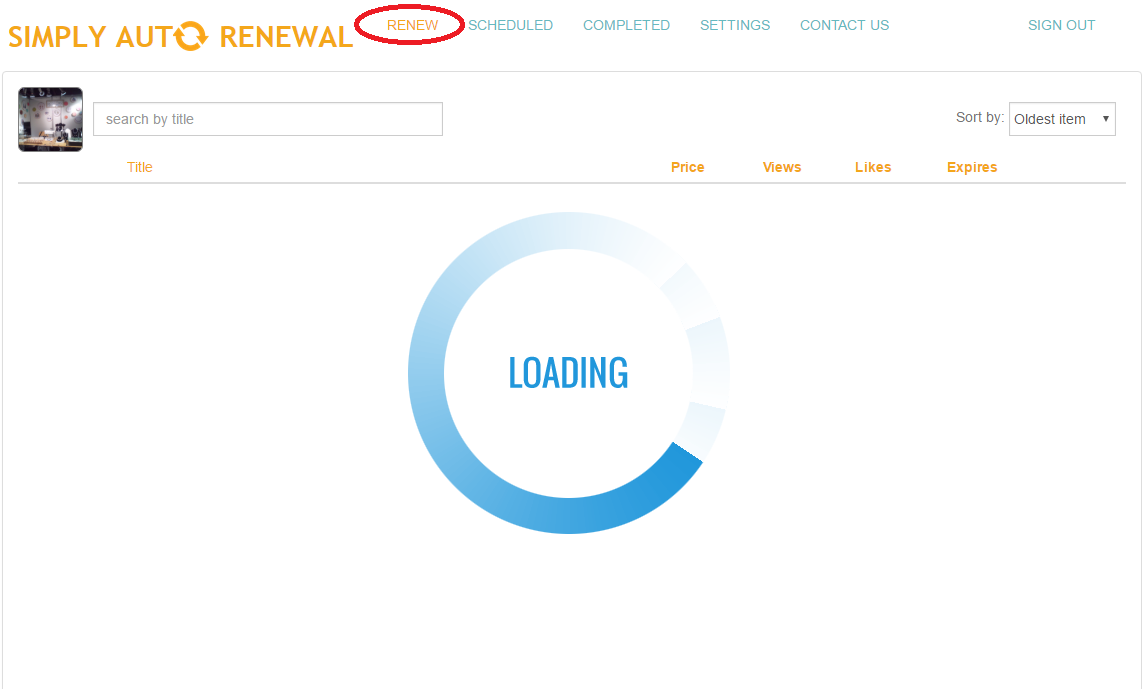 SIMPLY AUTO RENEWAL RENEW SCHEDULED COMPLETED SETTINGS CONTACT US SIGN OUT
search by title Sort by: Oldest item
Title Price Views Likes Expires
LOADING